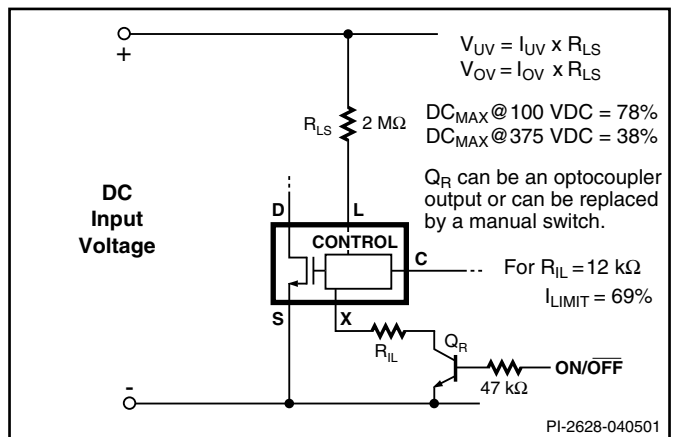 +
V_UV = I_UV x R_LS
V_OV = I_OV x R_LS
R_LS 2 MΩ
DC_MAX@100 VDC = 78%
DC_MAX@375 VDC = 38%
DC
Input
Voltage
Q_R can be an optocoupler
output or can be replaced
by a manual switch.
D L
CONTROL
C
For R_IL = 12 kΩ
I_LIMIT = 69%
S X
R_IL
Q_R
47 kΩ
ON/O̅F̅F̅
-
PI-2628-040501